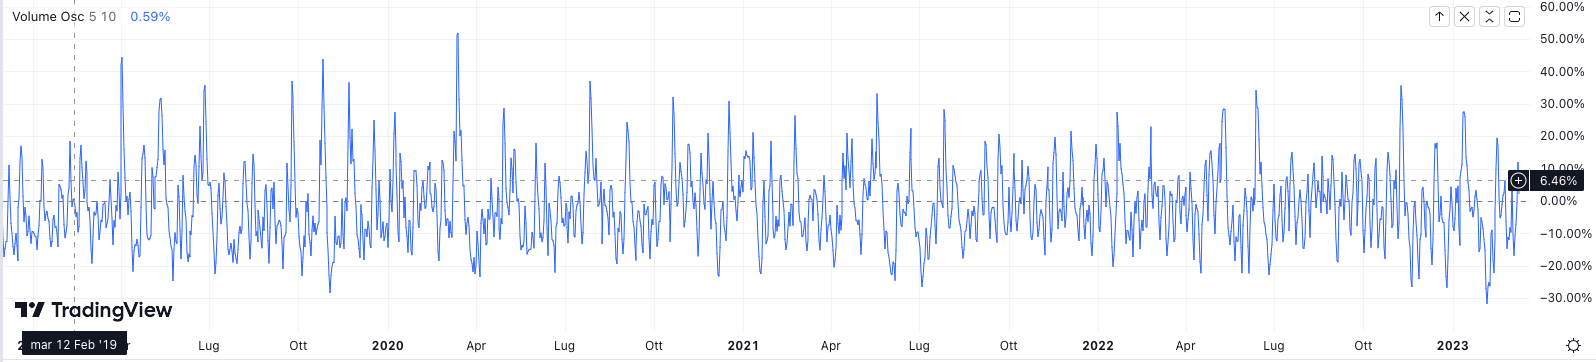 Volume Osc 5 10 0.59%
60.00%
50.00%
40.00%
30.00%
20.00%
10.00%
6.46%
0.00%
−10.00%
−20.00%
−30.00%
TradingView
mar 12 Feb '19
Lug Ott 2020 Apr Lug Ott 2021 Apr Lug Ott 2022 Apr Lug Ott 2023